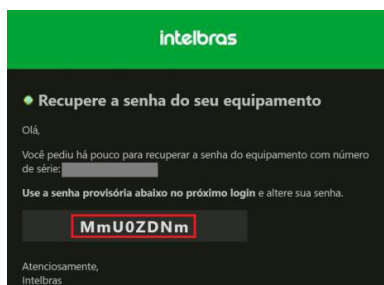 intelbras
Recupere a senha do seu equipamento
Olá,
Você pediu há pouco para recuperar a senha do equipamento com número
de série:
Use a senha provisória abaixo no próximo login e altere sua senha.
MmU0ZDNm
Atenciosamente,
Intelbras